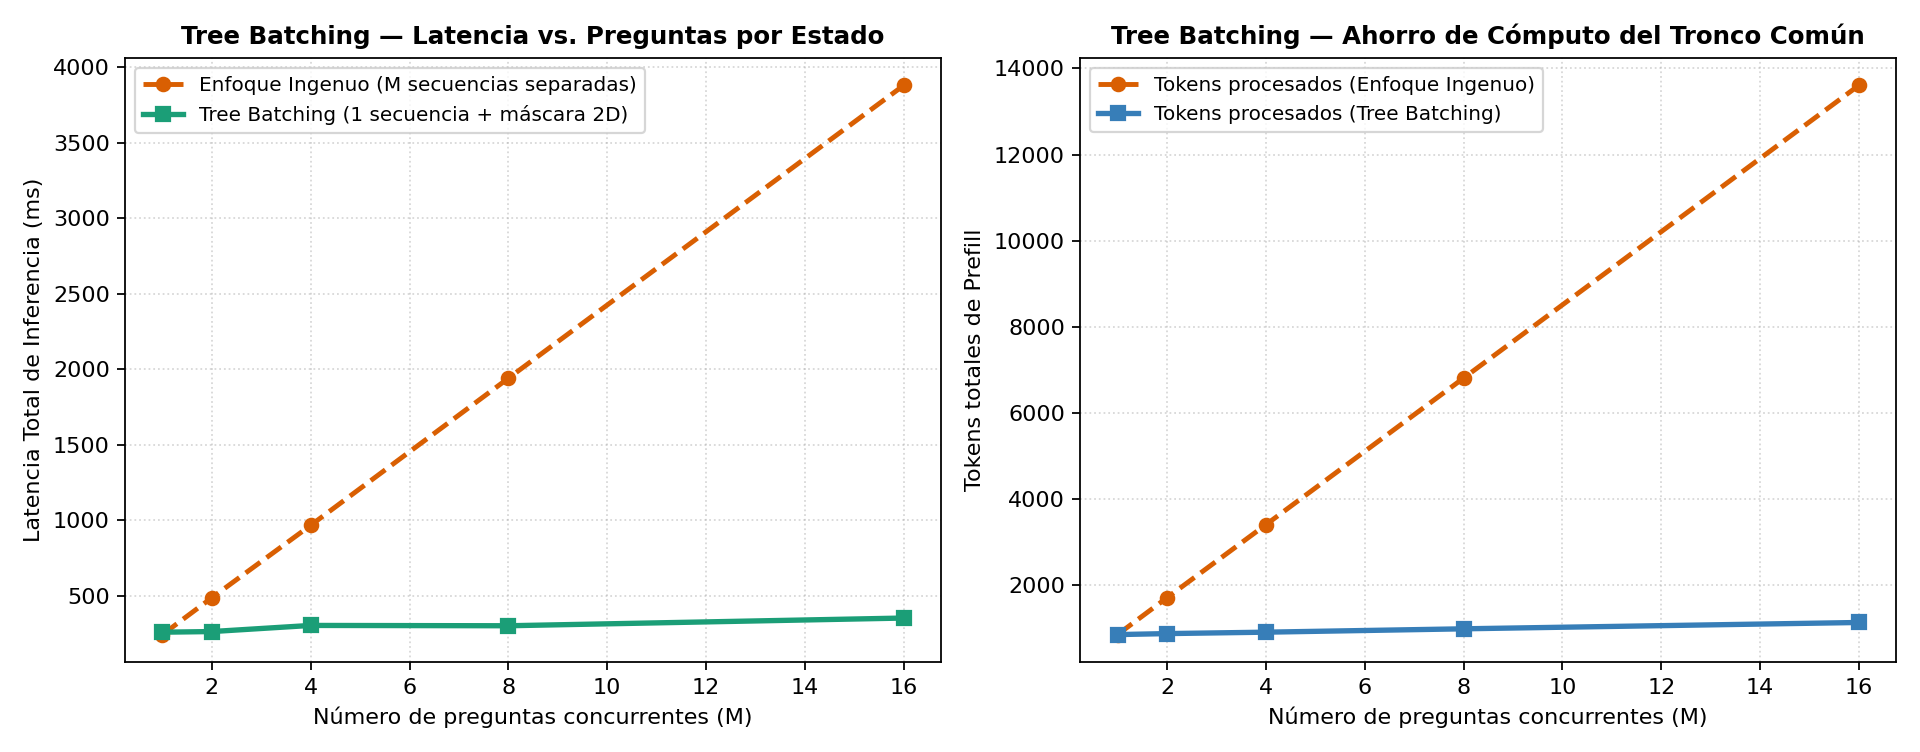 Tree Batching — Latencia vs. Preguntas por Estado
Enfoque Ingenuo (M secuencias separadas)
Tree Batching (1 secuencia + máscara 2D)
Latencia Total de Inferencia (ms)
4000
3500
3000
2500
2000
1500
1000
500
2 4 6 8 10 12 14 16
Número de preguntas concurrentes (M)
Tree Batching — Ahorro de Cómputo del Tronco Común
Tokens procesados (Enfoque Ingenuo)
Tokens procesados (Tree Batching)
Tokens totales de Prefill
14000
12000
10000
8000
6000
4000
2000
2 4 6 8 10 12 14 16
Número de preguntas concurrentes (M)